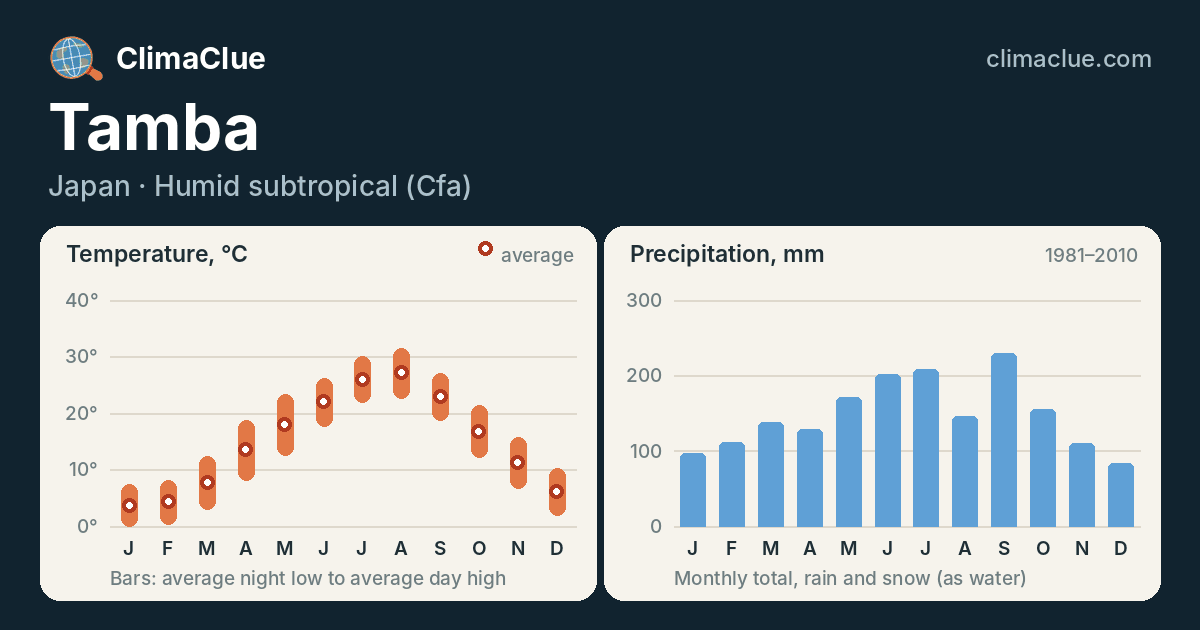 ClimaClue
climaclue.com
Tamba
Japan · Humid subtropical (Cfa)
Temperature, °C
average
40°
30°
20°
10°
0°
J F M A M J J A S O N D
Bars: average night low to average day high
Precipitation, mm
1981–2010
300
200
100
0
J F M A M J J A S O N D
Monthly total, rain and snow (as water)